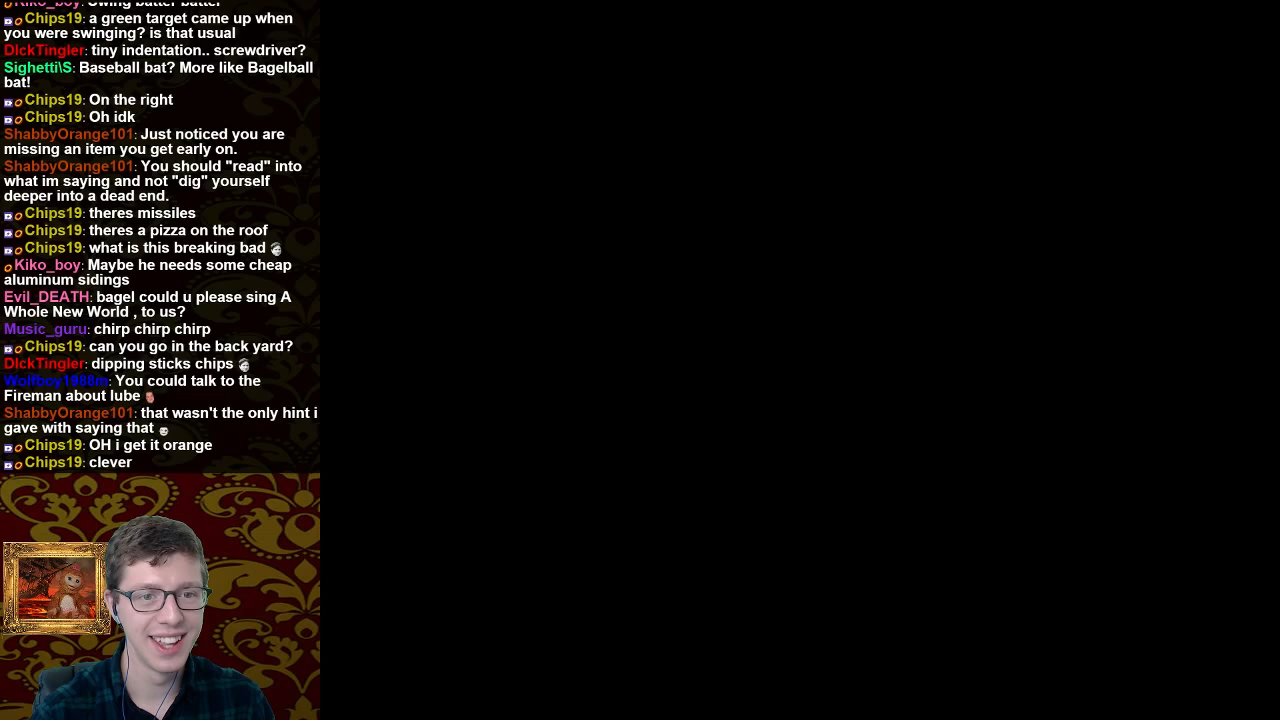 Kiko_boy: Swing batter batter
Chips19: a green target came up when
you were swinging? is that usual
DIckTingler: tiny indentation.. screwdriver?
Sighetti\S: Baseball bat? More like Bagelball
bat!
Chips19: On the right
Chips19: Oh idk
ShabbyOrange101: Just noticed you are
missing an item you get early on.
ShabbyOrange101: You should "read" into
what im saying and not "dig" yourself
deeper into a dead end.
Chips19: theres missiles
Chips19: theres a pizza on the roof
Chips19: what is this breaking bad
Kiko_boy: Maybe he needs some cheap
aluminum sidings
Evil_DEATH: bagel could u please sing A
Whole New World , to us?
Music_guru: chirp chirp chirp
Chips19: can you go in the back yard?
DIckTingler: dipping sticks chips
Wolfboy1988m: You could talk to the
Fireman about lube
ShabbyOrange101: that wasn't the only hint i
gave with saying that
Chips19: OH i get it orange
Chips19: clever